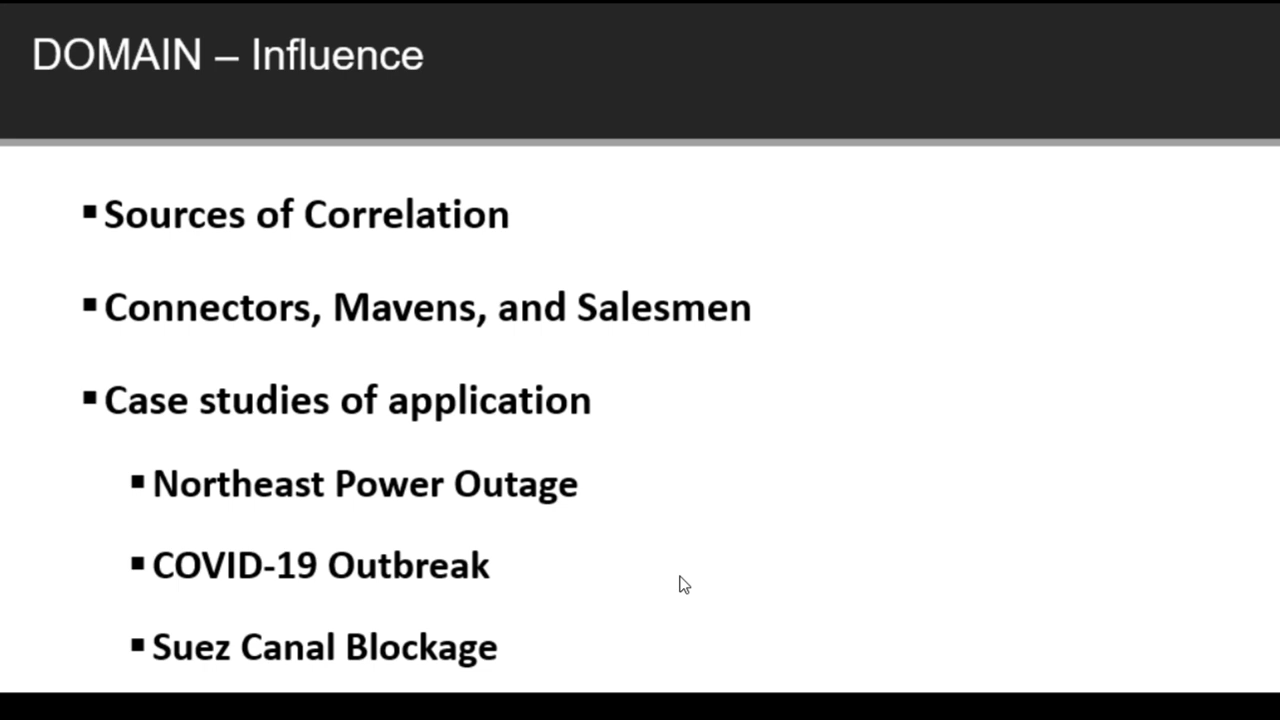 DOMAIN – Influence
▪ Sources of Correlation
▪ Connectors, Mavens, and Salesmen
▪ Case studies of application
▪ Northeast Power Outage
▪ COVID-19 Outbreak
▪ Suez Canal Blockage